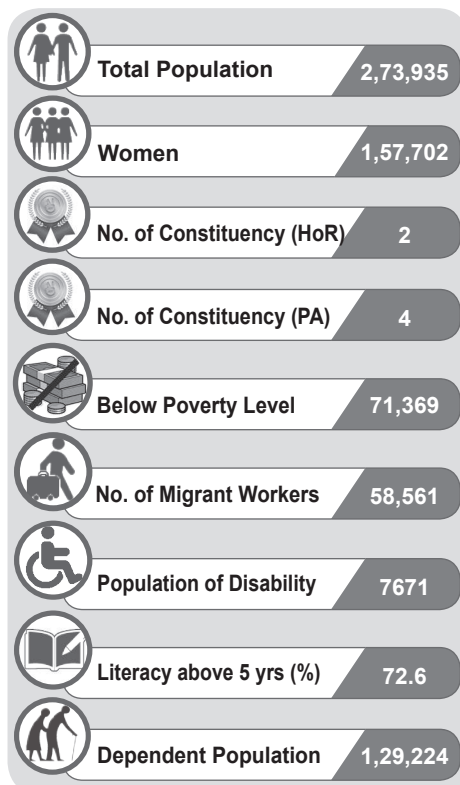 Total Population 2,73,935
Women 1,57,702
No. of Constituency (HoR) 2
No. of Constituency (PA) 4
Below Poverty Level 71,369
No. of Migrant Workers 58,561
Population of Disability 7671
Literacy above 5 yrs (%) 72.6
Dependent Population 1,29,224